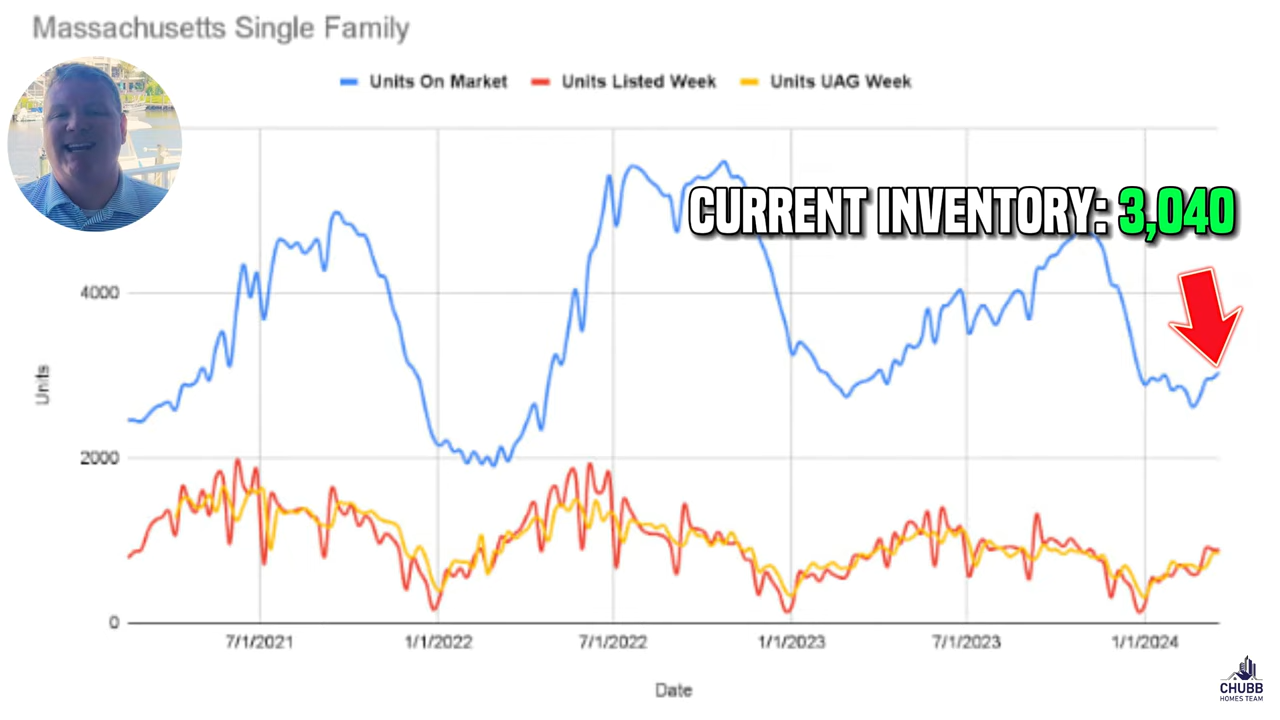 Massachusetts Single Family
Units On Market Units Listed Week Units UAG Week
CURRENT INVENTORY: 3,040
4000
Units
2000
0
7/1/2021 1/1/2022 7/1/2022 1/1/2023 7/1/2023 1/1/2024
Date
CHUBB
HOMES TEAM